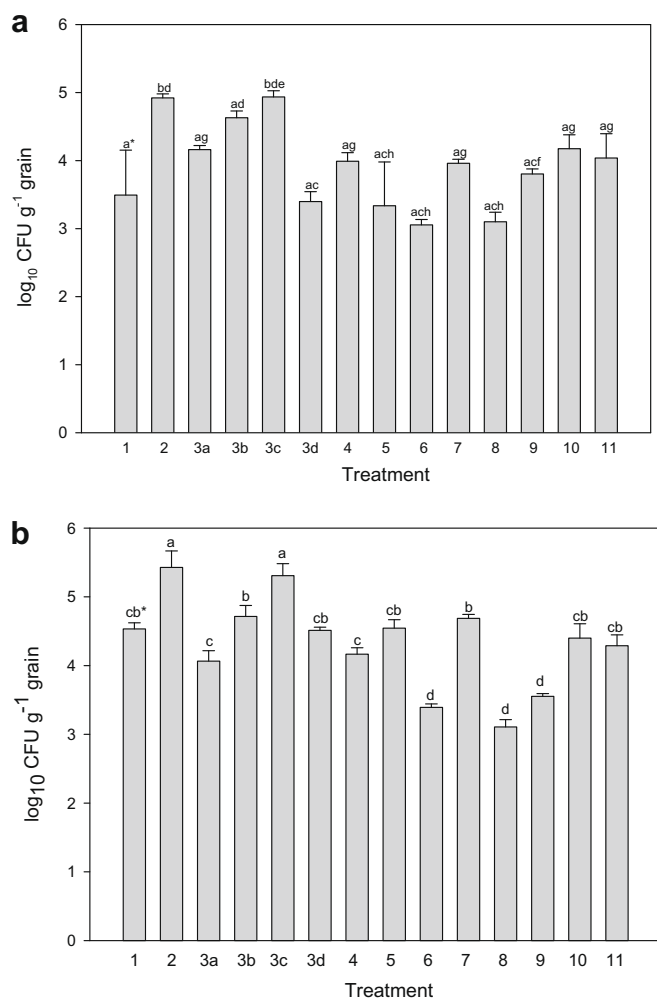 a
6
5
4
3
2
1
0
log10 CFU g-1 grain
a*
bd
ag
ad
bde
ac
ag
ach
ach
ag
ach
acf
ag
ag
1 2 3a 3b 3c 3d 4 5 6 7 8 9 10 11
Treatment
b
6
5
4
3
2
1
0
log10 CFU g-1 grain
cb*
a
c
b
a
cb
c
cb
d
b
d
d
cb
cb
1 2 3a 3b 3c 3d 4 5 6 7 8 9 10 11
Treatment